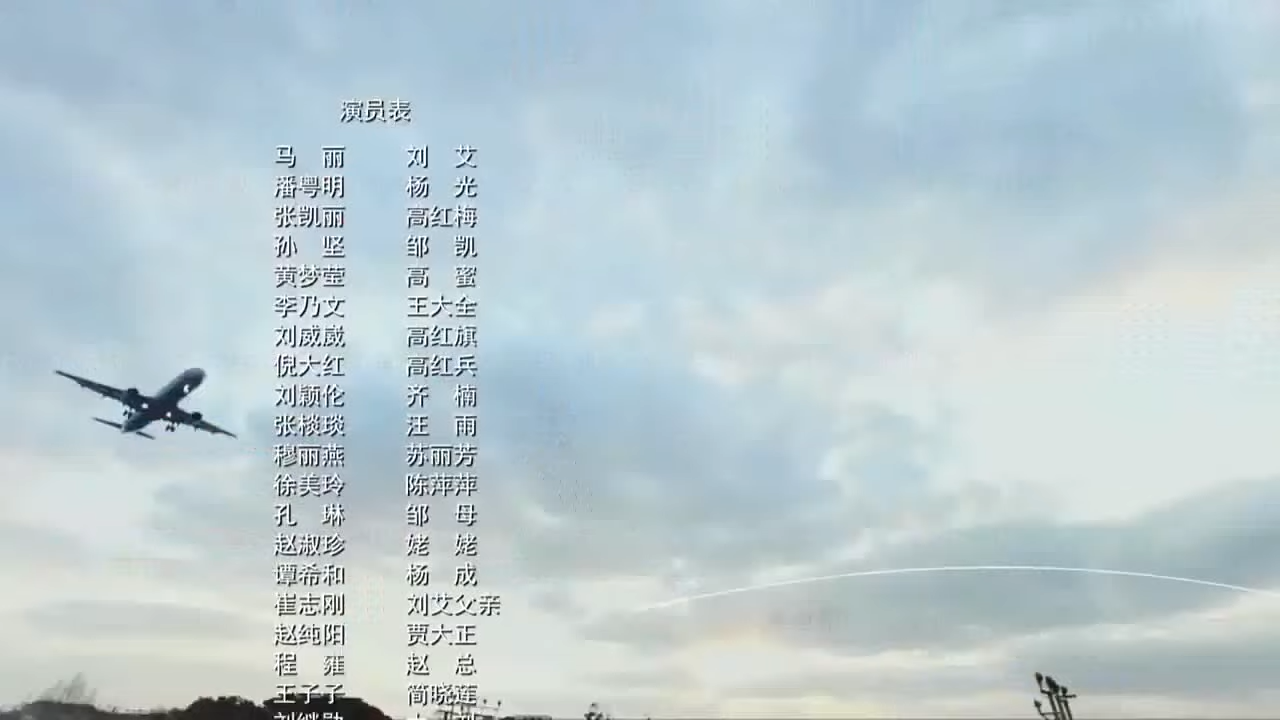 演员表
马 丽 刘 艾
潘粤明 杨 光
张凯丽 高红梅
孙 坚 邹 凯
黄梦莹 高 蜜
李乃文 王大全
刘威葳 高红旗
倪大红 高红兵
刘颖伦 齐 楠
张棪琰 汪 雨
穆丽燕 苏丽芳
徐美玲 陈萍萍
孔 琳 邹 母
赵淑珍 姥 姥
谭希和 杨 成
崔志刚 刘艾父亲
赵纯阳 贾大正
程 雍 赵 总
王子子 简晓莲